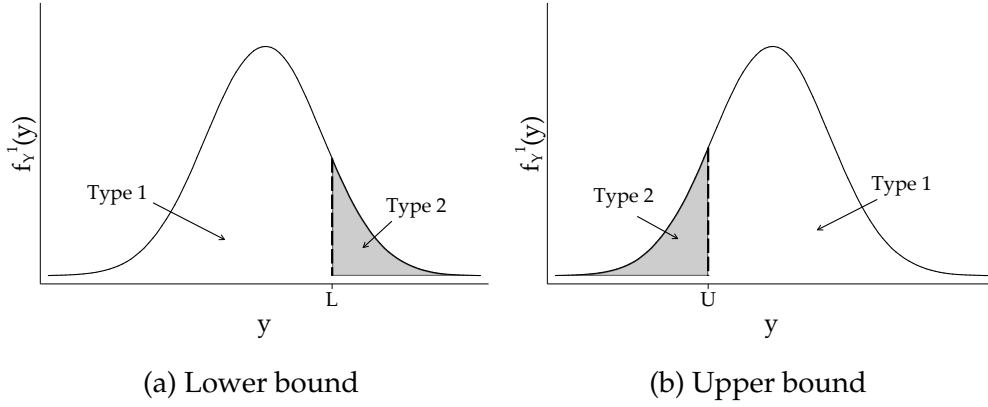 f_Y^1(y)
Type 1
Type 2
L
y
(a) Lower bound
f_Y^1(y)
Type 2
Type 1
U
y
(b) Upper bound